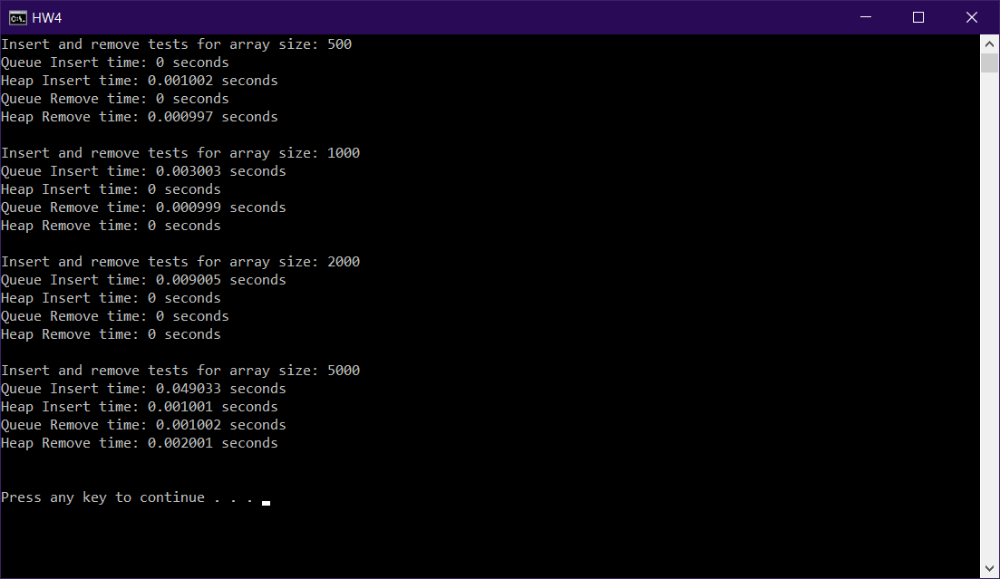 HW4
Insert and remove tests for array size: 500
Queue Insert time: 0 seconds
Heap Insert time: 0.001002 seconds
Queue Remove time: 0 seconds
Heap Remove time: 0.000997 seconds
Insert and remove tests for array size: 1000
Queue Insert time: 0.003003 seconds
Heap Insert time: 0 seconds
Queue Remove time: 0.000999 seconds
Heap Remove time: 0 seconds
Insert and remove tests for array size: 2000
Queue Insert time: 0.009005 seconds
Heap Insert time: 0 seconds
Queue Remove time: 0 seconds
Heap Remove time: 0 seconds
Insert and remove tests for array size: 5000
Queue Insert time: 0.049033 seconds
Heap Insert time: 0.001001 seconds
Queue Remove time: 0.001002 seconds
Heap Remove time: 0.002001 seconds
Press any key to continue . . .